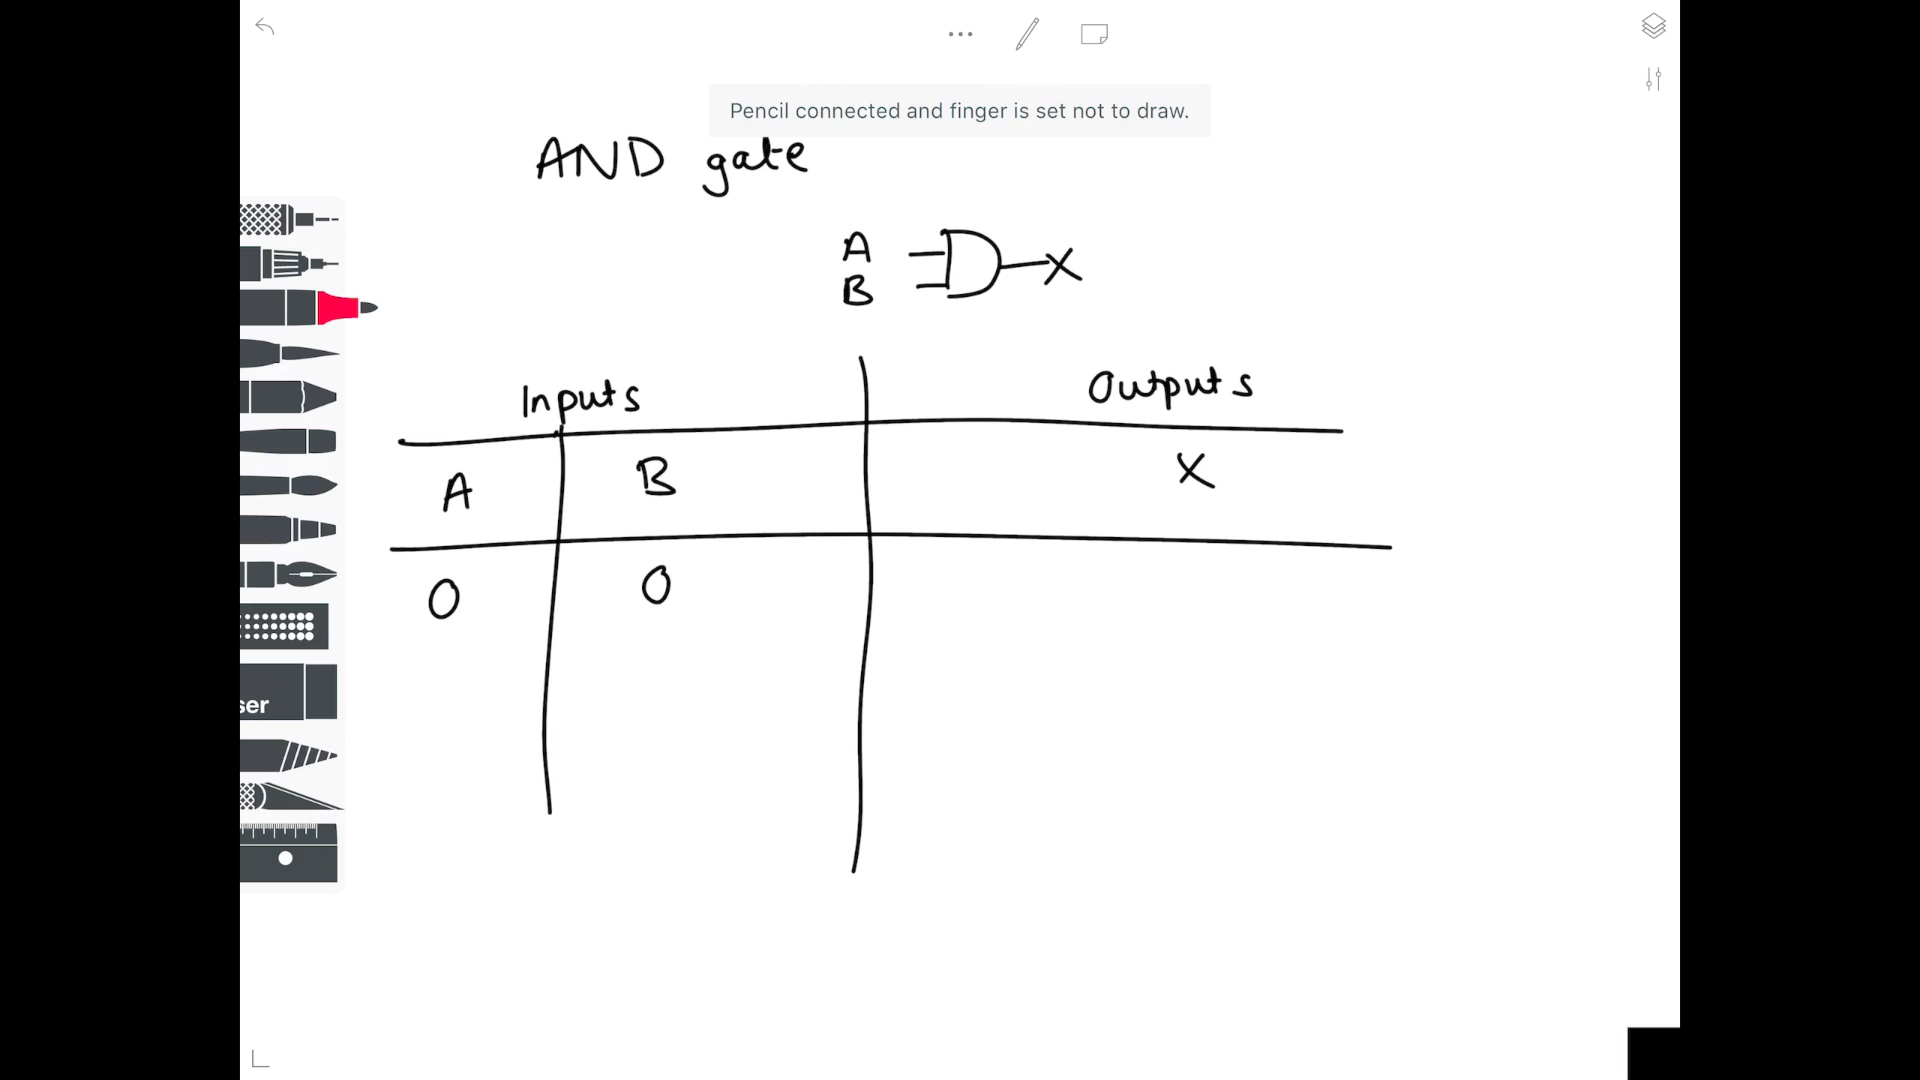 Pencil connected and finger is set not to draw.
AND gate
A
B
X
Inputs Outputs
A B X
0 0
ser